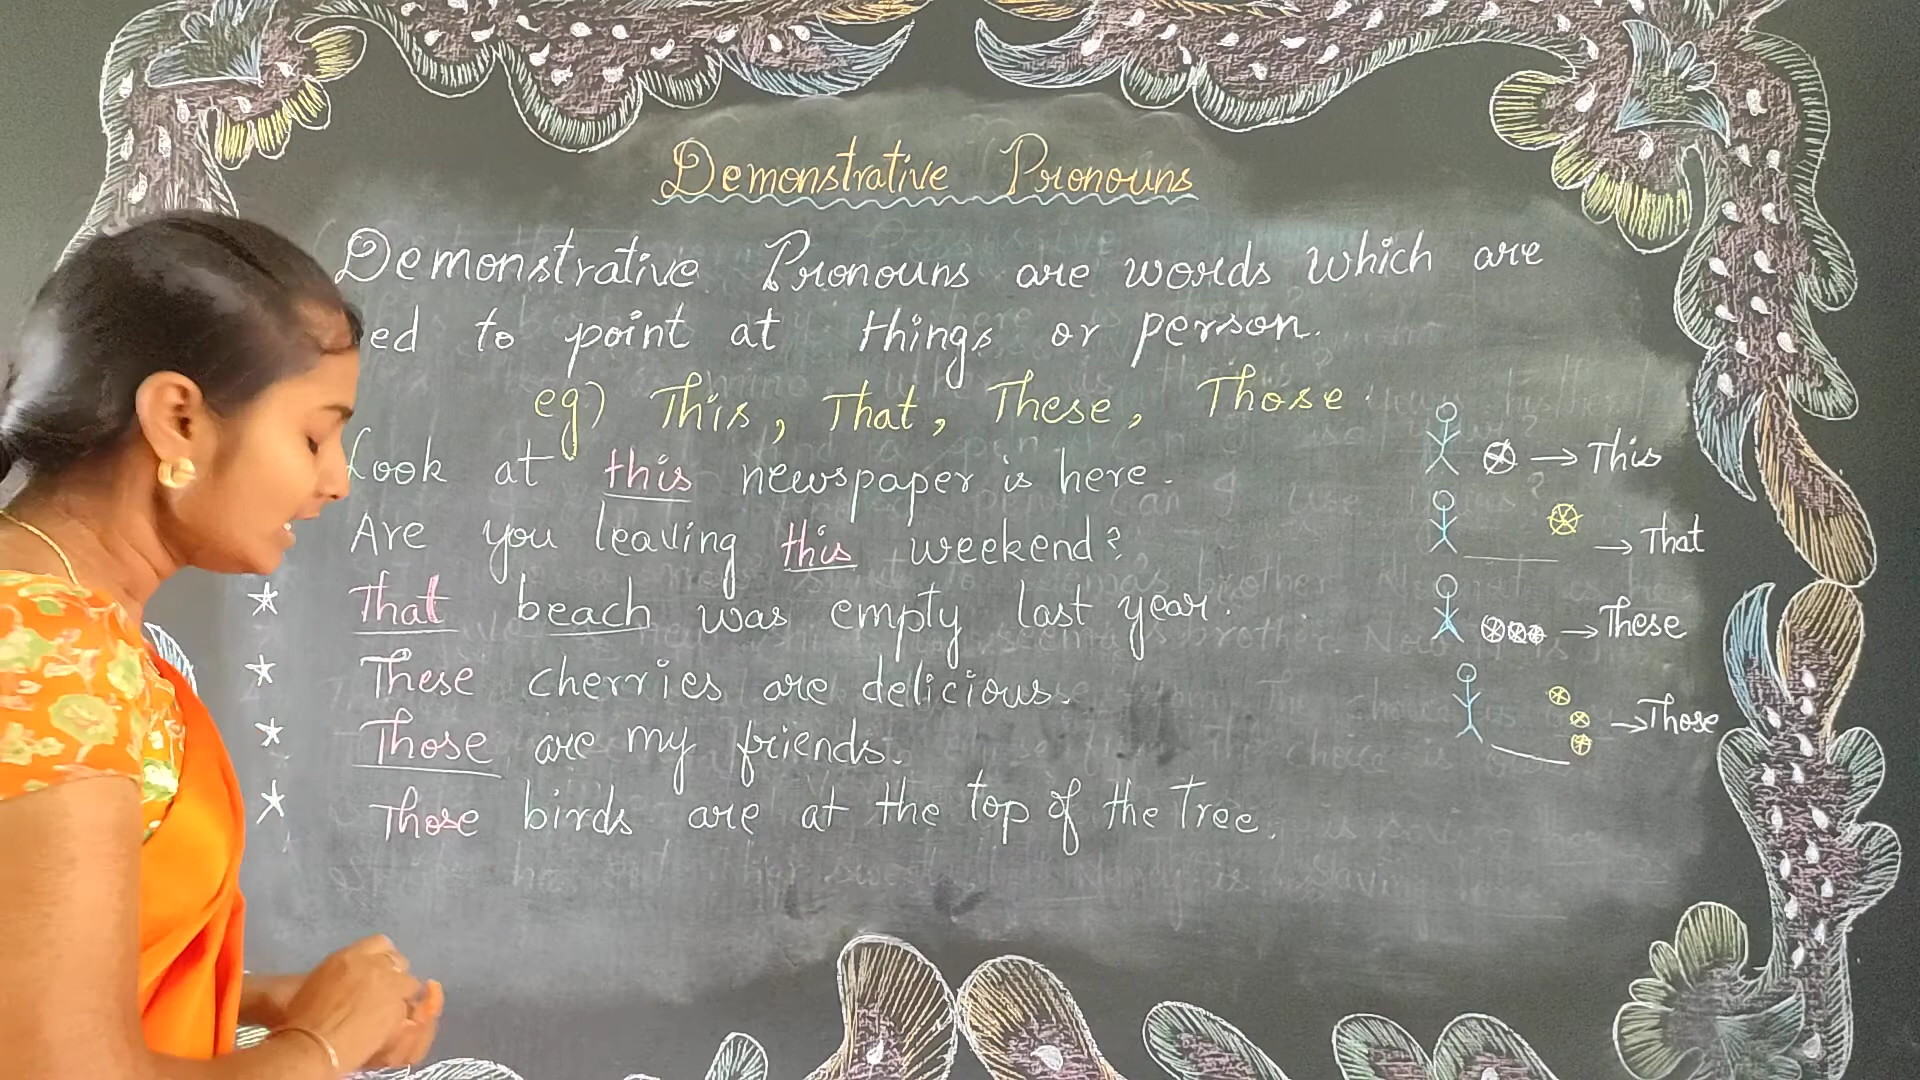 Demonstrative Pronouns
Demonstrative Pronouns are words which are
ed to point at things or person.
eg) This, That, These, Those.
Look at this newspaper is here.
Are you leaving this weekend?
That beach was empty last year.
These cherries are delicious.
Those are my friends.
Those birds are at the top of the Tree.
→ This
→ That
→ These
→ Those